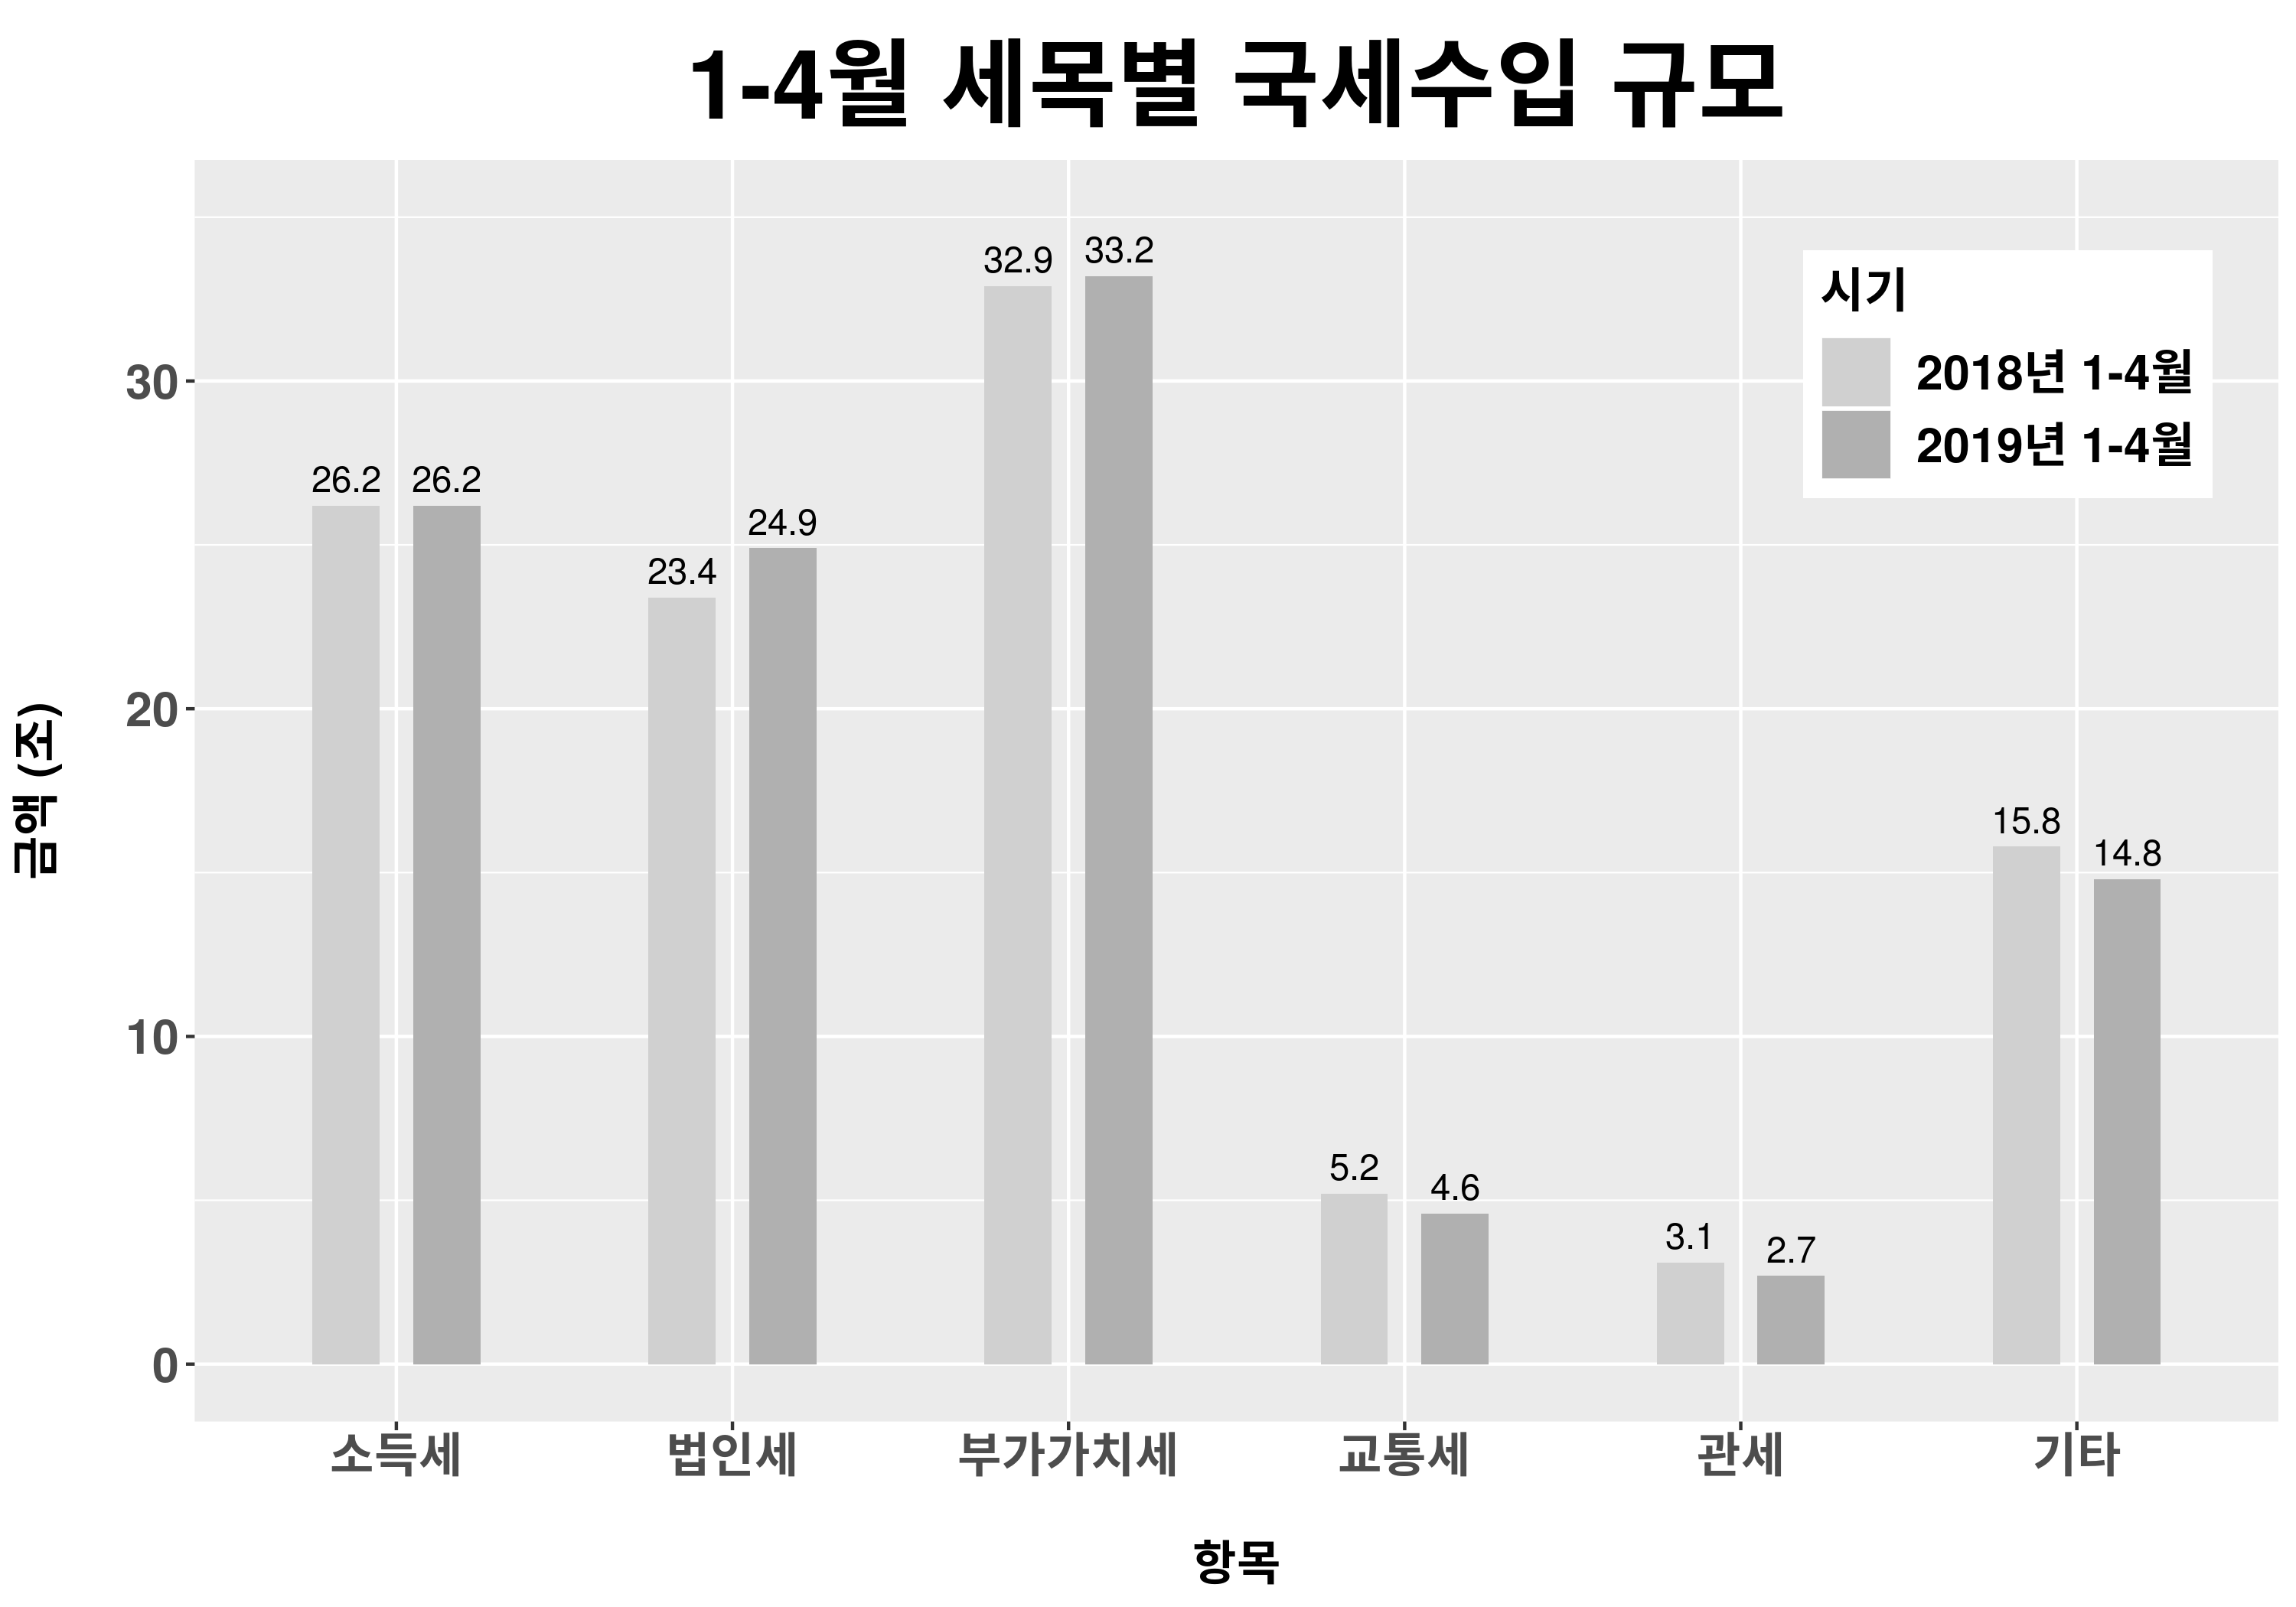 1-4월 세목별 국세수입 규모
금액 (조)
30
20
10
0
26.2 26.2
23.4 24.9
32.9 33.2
5.2 4.6
3.1 2.7
15.8 14.8
시기
2018년 1-4월
2019년 1-4월
소득세 법인세 부가가치세 교통세 관세 기타
항목